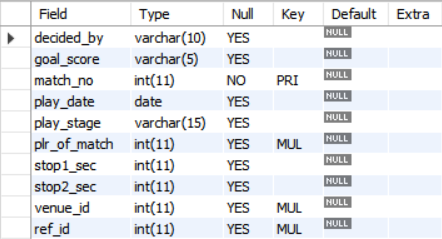 Field Type Null Key Default Extra
decided_by varchar(10) YES NULL
goal_score varchar(5) YES NULL
match_no int(11) NO PRI NULL
play_date date YES NULL
play_stage varchar(15) YES NULL
plr_of_match int(11) YES MUL NULL
stop1_sec int(11) YES NULL
stop2_sec int(11) YES NULL
venue_id int(11) YES MUL NULL
ref_id int(11) YES MUL NULL